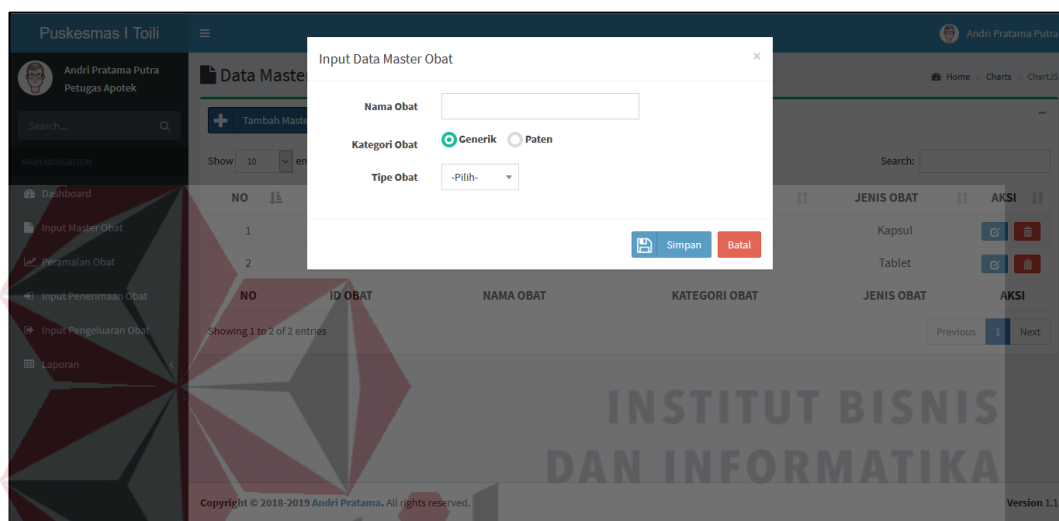 Puskesmas I Toili
Andri Pratama Putra
Andri Pratama Putra
Petugas Apotek
Search...
MAIN NAVIGATION
Dashboard
Input Master Obat
Peramalan Obat
Input Penerimaan Obat
Input Pengeluaran Obat
Laporan
Data Master
Home > Charts > ChartJS
Tambah Master
Show 10 en
Search:
Input Data Master Obat ×
Nama Obat
Kategori Obat Generik Paten
Tipe Obat -Pilih-
Simpan Batal
NO JENIS OBAT AKSI
1 Kapsul
2 Tablet
NO ID OBAT NAMA OBAT KATEGORI OBAT JENIS OBAT AKSI
Showing 1 to 2 of 2 entries
Previous 1 Next
INSTITUT BISNIS
DAN INFORMATIKA
Copyright © 2018-2019 Andri Pratama. All rights reserved.
Version 1.1